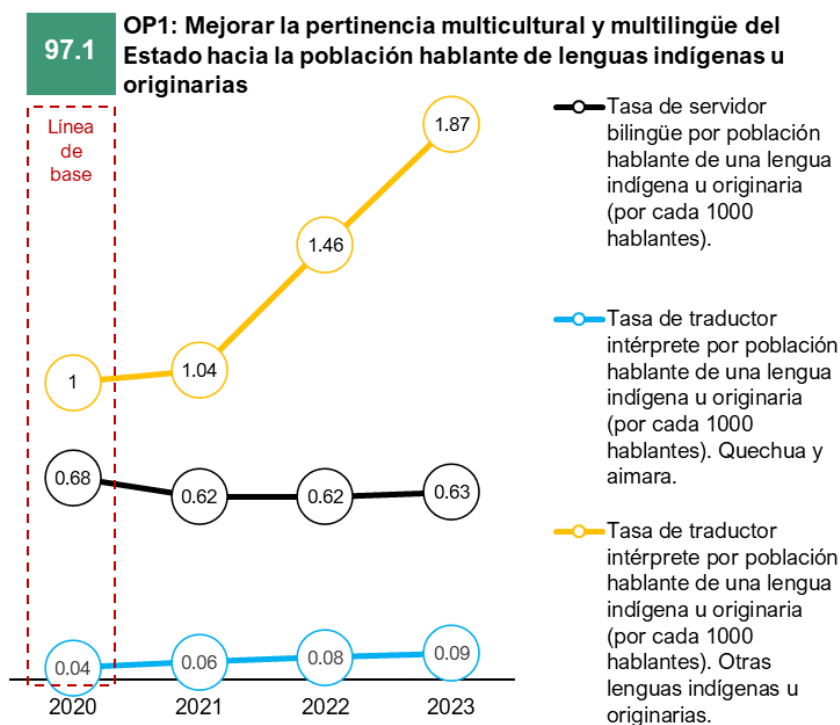 97.1
OP1: Mejorar la pertinencia multicultural y multilingüe del
Estado hacia la población hablante de lenguas indígenas u
originarias
Línea
de
base
1
1.04
1.46
1.87
0.68
0.62
0.62
0.63
0.04
0.06
0.08
0.09
2020
2021
2022
2023
Tasa de servidor
bilingüe por población
hablante de una lengua
indígena u originaria
(por cada 1000
hablantes).
Tasa de traductor
intérprete por población
hablante de una lengua
indígena u originaria
(por cada 1000
hablantes). Quechua y
aimara.
Tasa de traductor
intérprete por población
hablante de una lengua
indígena u originaria
(por cada 1000
hablantes). Otras
lenguas indígenas u
originarias.